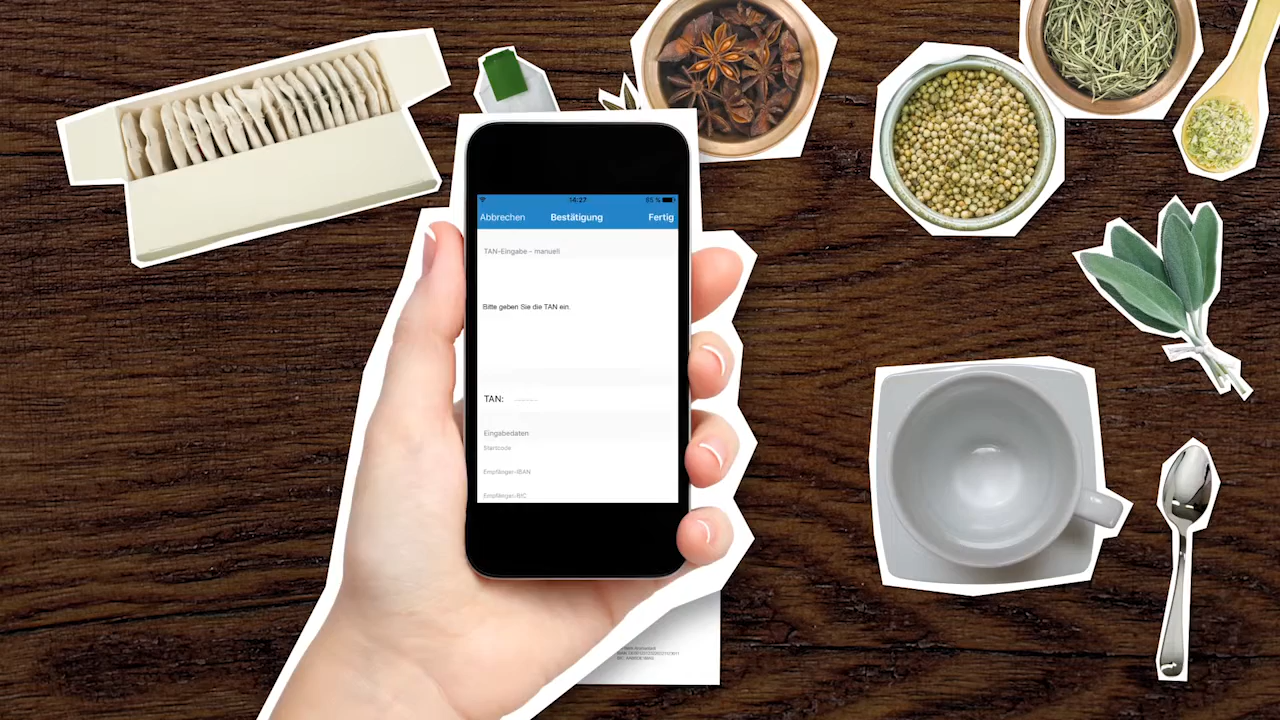 14:27 85 %
Abbrechen Bestätigung Fertig
TAN-Eingabe - manuell
Bitte geben Sie die TAN ein.
TAN:
Eingabedaten
Startcode
Empfänger-IBAN
Empfänger-BIC